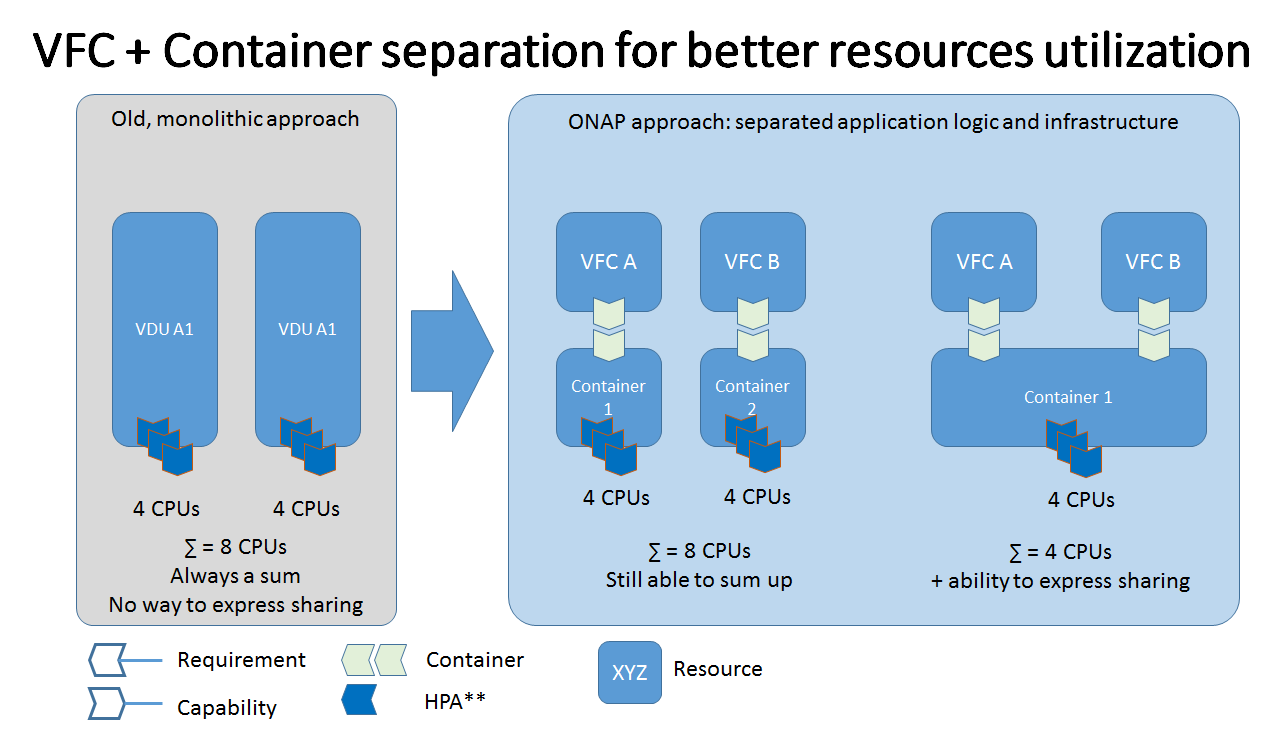 VFC + Container separation for better resources utilization
Old, monolithic approach
VDU A1
VDU A1
4 CPUs
4 CPUs
∑ = 8 CPUs
Always a sum
No way to express sharing
ONAP approach: separated application logic and infrastructure
VFC A
VFC B
Container
1
Container
2
4 CPUs
4 CPUs
∑ = 8 CPUs
Still able to sum up
VFC A
VFC B
Container 1
4 CPUs
∑ = 4 CPUs
+ ability to express sharing
Requirement
Capability
Container
HPA**
XYZ
Resource